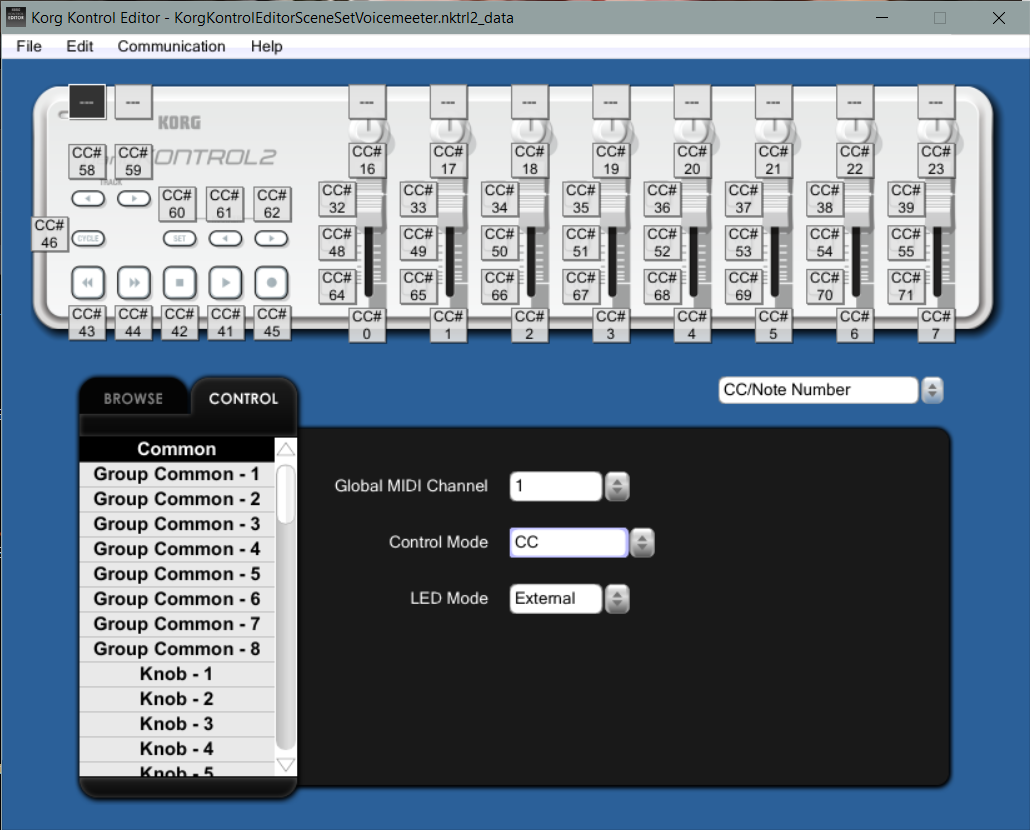 Korg Kontrol Editor - KorgKontrolEditorSceneSetVoicemeeter.nktrl2_data
File Edit Communication Help
--- --- --- --- --- --- --- --- --- ---
KORG
CC# 58 CC# 59 ONTROL2 CC# 16 CC# 17 CC# 18 CC# 19 CC# 20 CC# 21 CC# 22 CC# 23
TRACK
CC# 60 CC# 61 CC# 62 CC# 32 CC# 33 CC# 34 CC# 35 CC# 36 CC# 37 CC# 38 CC# 39
CC# 46 CYCLE SET CC# 48 CC# 49 CC# 50 CC# 51 CC# 52 CC# 53 CC# 54 CC# 55
CC# 64 CC# 65 CC# 66 CC# 67 CC# 68 CC# 69 CC# 70 CC# 71
CC# 43 CC# 44 CC# 42 CC# 41 CC# 45 CC# 0 CC# 1 CC# 2 CC# 3 CC# 4 CC# 5 CC# 6 CC# 7
BROWSE CONTROL
CC/Note Number
Common
Group Common - 1
Group Common - 2
Group Common - 3
Group Common - 4
Group Common - 5
Group Common - 6
Group Common - 7
Group Common - 8
Knob - 1
Knob - 2
Knob - 3
Knob - 4
Knob - 5
Global MIDI Channel 1
Control Mode CC
LED Mode External